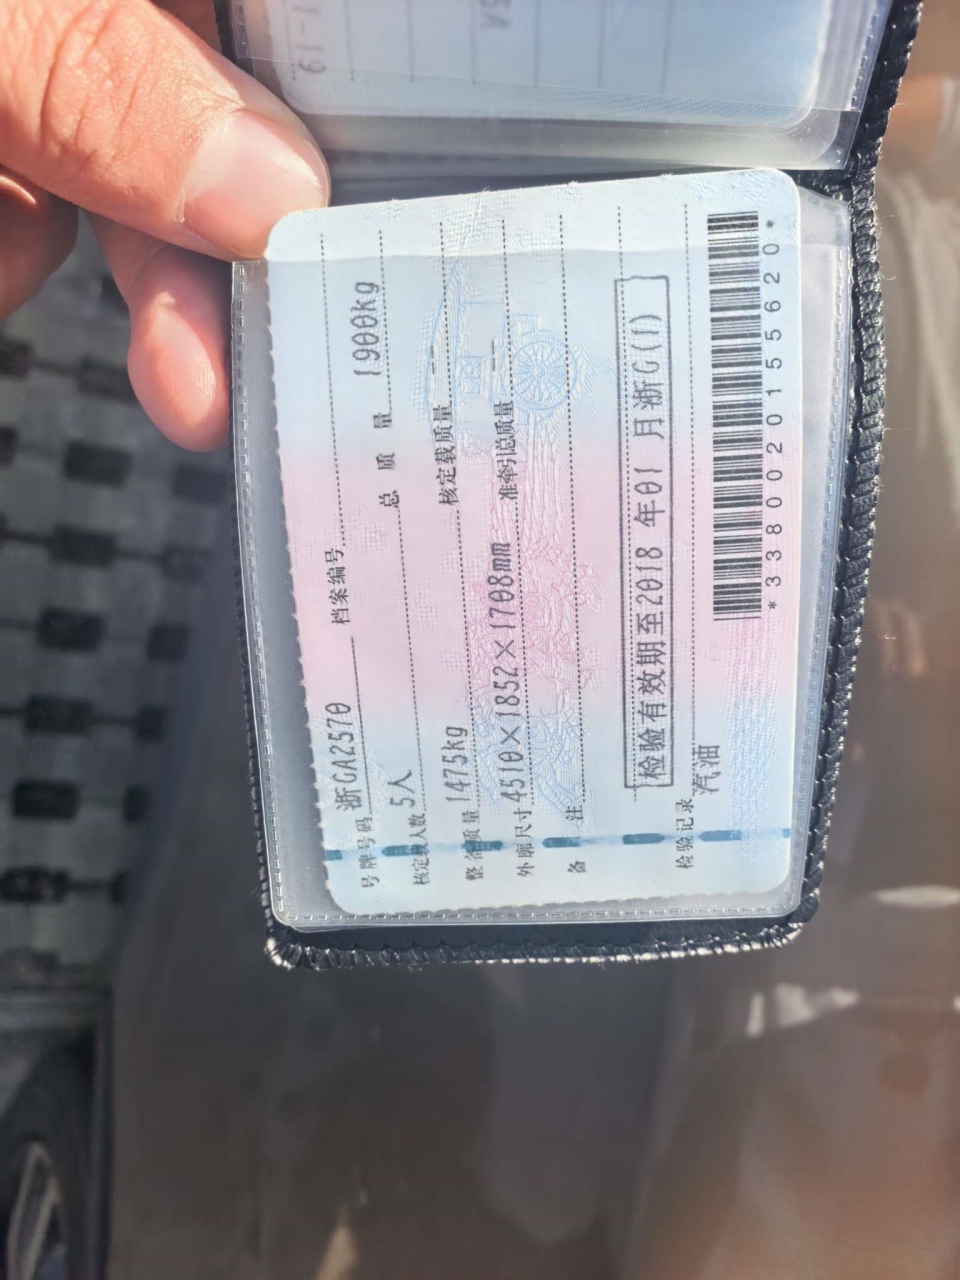 号牌号码 浙GA2570 档案编号
核定载人数 5人 总质量 1900kg
整备质量 1475kg 核定载质量 --
外廓尺寸 4510×1852×1708mm 准牵引总质量 --
备注
检验有效期至2018年01月浙G(1)
检验记录
汽油
*3380020155620*